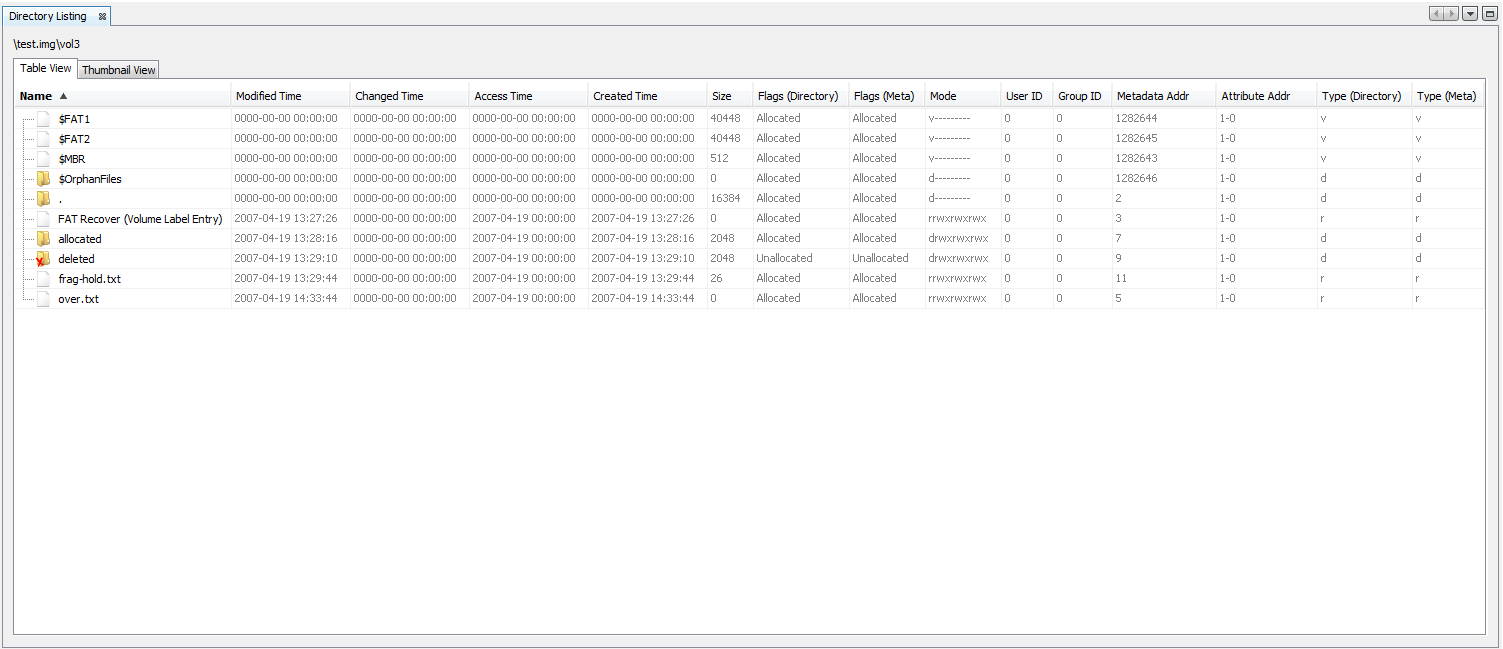 Directory Listing
\test.img\vol3
Table View Thumbnail View
Name Modified Time Changed Time Access Time Created Time Size Flags (Directory) Flags (Meta) Mode User ID Group ID Metadata Addr Attribute Addr Type (Directory) Type (Meta)
$FAT1 0000-00-00 00:00:00 0000-00-00 00:00:00 0000-00-00 00:00:00 0000-00-00 00:00:00 40448 Allocated Allocated v--------- 0 0 1282644 1-0 v v
$FAT2 0000-00-00 00:00:00 0000-00-00 00:00:00 0000-00-00 00:00:00 0000-00-00 00:00:00 40448 Allocated Allocated v--------- 0 0 1282645 1-0 v v
$MBR 0000-00-00 00:00:00 0000-00-00 00:00:00 0000-00-00 00:00:00 0000-00-00 00:00:00 512 Allocated Allocated v--------- 0 0 1282643 1-0 v v
$OrphanFiles 0000-00-00 00:00:00 0000-00-00 00:00:00 0000-00-00 00:00:00 0000-00-00 00:00:00 0 Allocated Allocated d--------- 0 0 1282646 1-0 d d
. 0000-00-00 00:00:00 0000-00-00 00:00:00 0000-00-00 00:00:00 0000-00-00 00:00:00 16384 Allocated Allocated d--------- 0 0 2 1-0 d d
FAT Recover (Volume Label Entry) 2007-04-19 13:27:26 0000-00-00 00:00:00 2007-04-19 00:00:00 2007-04-19 13:27:26 0 Allocated Allocated rrwxrwxrwx 0 0 3 1-0 r r
allocated 2007-04-19 13:28:16 0000-00-00 00:00:00 2007-04-19 00:00:00 2007-04-19 13:28:16 2048 Allocated Allocated drwxrwxrwx 0 0 7 1-0 d d
deleted 2007-04-19 13:29:10 0000-00-00 00:00:00 2007-04-19 00:00:00 2007-04-19 13:29:10 2048 Unallocated Unallocated drwxrwxrwx 0 0 9 1-0 d d
frag-hold.txt 2007-04-19 13:29:44 0000-00-00 00:00:00 2007-04-19 00:00:00 2007-04-19 13:29:44 26 Allocated Allocated rrwxrwxrwx 0 0 11 1-0 r r
over.txt 2007-04-19 14:33:44 0000-00-00 00:00:00 2007-04-19 00:00:00 2007-04-19 14:33:44 0 Allocated Allocated rrwxrwxrwx 0 0 5 1-0 r r